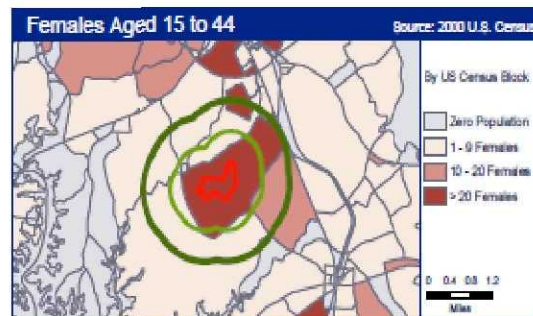 Females Aged 15 to 44
Source: 2000 U.S. Census
By US Census Block
Zero Population
1 - 9 Females
10 - 20 Females
> 20 Females
0 0.4 0.8 1.2
Miles